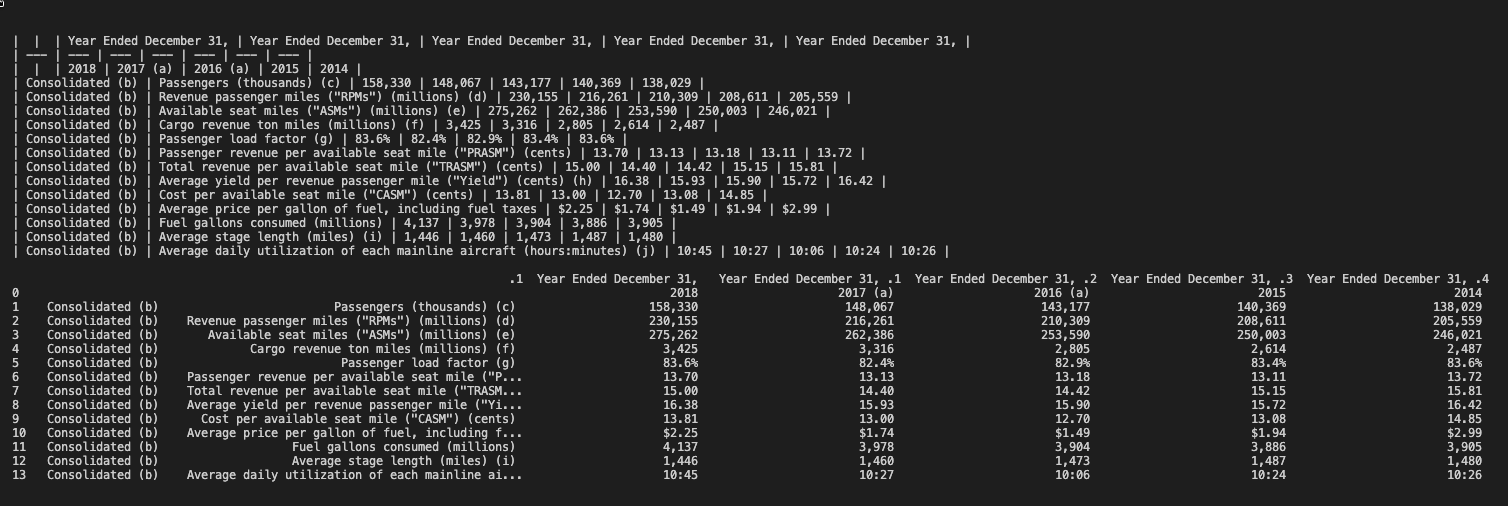 |  |  | Year Ended December 31, | Year Ended December 31, | Year Ended December 31, | Year Ended December 31, | Year Ended December 31, |
| --- | --- | --- | --- | --- | --- | --- |
|  |  | 2018 | 2017 (a) | 2016 (a) | 2015 | 2014 |
| Consolidated (b) | Passengers (thousands) (c) | 158,330 | 148,067 | 143,177 | 140,369 | 138,029 |
| Consolidated (b) | Revenue passenger miles ("RPMs") (millions) (d) | 230,155 | 216,261 | 210,309 | 208,611 | 205,559 |
| Consolidated (b) | Available seat miles ("ASMs") (millions) (e) | 275,262 | 262,386 | 253,590 | 250,003 | 246,021 |
| Consolidated (b) | Cargo revenue ton miles (millions) (f) | 3,425 | 3,316 | 2,805 | 2,614 | 2,487 |
| Consolidated (b) | Passenger load factor (g) | 83.6% | 82.4% | 82.9% | 83.4% | 83.6% |
| Consolidated (b) | Passenger revenue per available seat mile ("PRASM") (cents) | 13.70 | 13.13 | 13.18 | 13.11 | 13.72 |
| Consolidated (b) | Total revenue per available seat mile ("TRASM") (cents) | 15.00 | 14.40 | 14.42 | 15.15 | 15.81 |
| Consolidated (b) | Average yield per revenue passenger mile ("Yield") (cents) (h) | 16.38 | 15.93 | 15.90 | 15.72 | 16.42 |
| Consolidated (b) | Cost per available seat mile ("CASM") (cents) | 13.81 | 13.00 | 12.70 | 13.08 | 14.85 |
| Consolidated (b) | Average price per gallon of fuel, including fuel taxes | $2.25 | $1.74 | $1.49 | $1.94 | $2.99 |
| Consolidated (b) | Fuel gallons consumed (millions) | 4,137 | 3,978 | 3,904 | 3,886 | 3,905 |
| Consolidated (b) | Average stage length (miles) (i) | 1,446 | 1,460 | 1,473 | 1,487 | 1,480 |
| Consolidated (b) | Average daily utilization of each mainline aircraft (hours:minutes) (j) | 10:45 | 10:27 | 10:06 | 10:24 | 10:26 |
.1 Year Ended December 31, Year Ended December 31, .1 Year Ended December 31, .2 Year Ended December 31, .3 Year Ended December 31, .4
0 2018 2017 (a) 2016 (a) 2015 2014
1 Consolidated (b) Passengers (thousands) (c) 158,330 148,067 143,177 140,369 138,029
2 Consolidated (b) Revenue passenger miles ("RPMs") (millions) (d) 230,155 216,261 210,309 208,611 205,559
3 Consolidated (b) Available seat miles ("ASMs") (millions) (e) 275,262 262,386 253,590 250,003 246,021
4 Consolidated (b) Cargo revenue ton miles (millions) (f) 3,425 3,316 2,805 2,614 2,487
5 Consolidated (b) Passenger load factor (g) 83.6% 82.4% 82.9% 83.4% 83.6%
6 Consolidated (b) Passenger revenue per available seat mile ("P... 13.70 13.13 13.18 13.11 13.72
7 Consolidated (b) Total revenue per available seat mile ("TRASM... 15.00 14.40 14.42 15.15 15.81
8 Consolidated (b) Average yield per revenue passenger mile ("Yi... 16.38 15.93 15.90 15.72 16.42
9 Consolidated (b) Cost per available seat mile ("CASM") (cents) 13.81 13.00 12.70 13.08 14.85
10 Consolidated (b) Average price per gallon of fuel, including f... $2.25 $1.74 $1.49 $1.94 $2.99
11 Consolidated (b) Fuel gallons consumed (millions) 4,137 3,978 3,904 3,886 3,905
12 Consolidated (b) Average stage length (miles) (i) 1,446 1,460 1,473 1,487 1,480
13 Consolidated (b) Average daily utilization of each mainline ai... 10:45 10:27 10:06 10:24 10:26